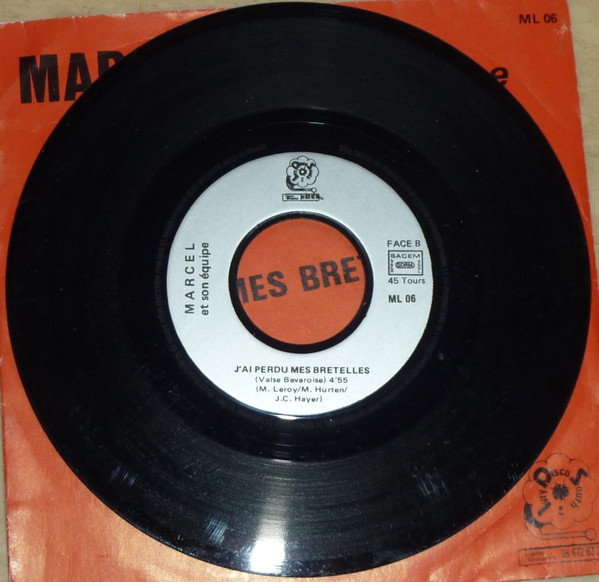 ML 06
MAR
e
MARCEL
et son équipe
MES BRET
FACE B
SACEM
SDRM
45 Tours
ML 06
J'AI PERDU MES BRETELLES
(Valse Bavaroise) 4'55
(M. Leroy/M. Hurten/
J.C. Hayer)
Disco